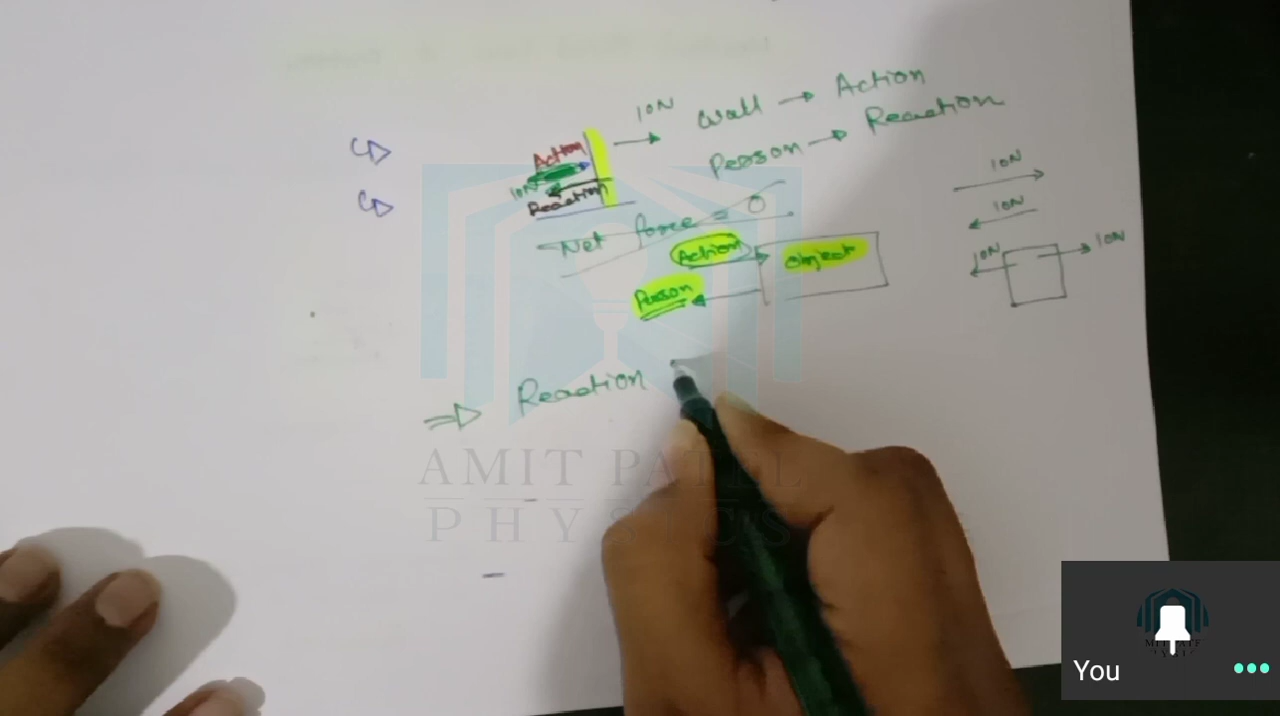 10N
Wall → Action
Person → Reaction
Action
10N
Reaction
Net force = 0
Action
object
Person
10N
10N
10N
10N
⇒ Reaction
AMIT PATEL
PHYSICS
You